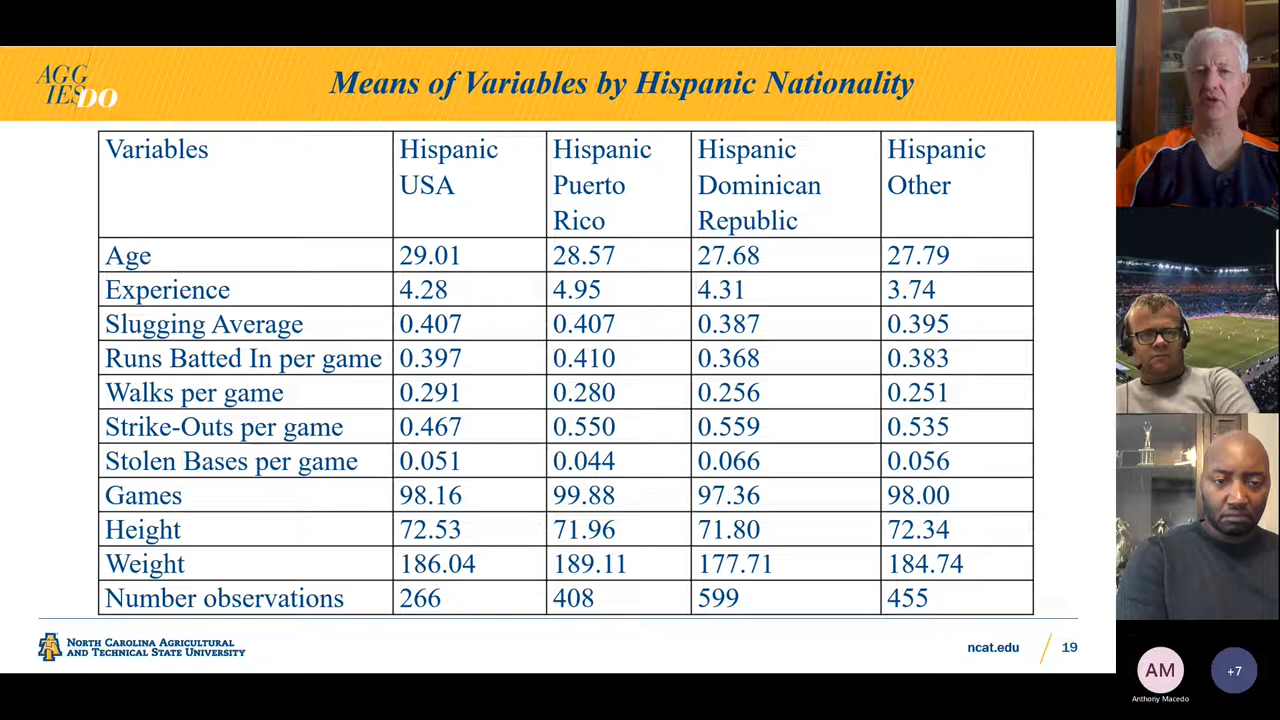 AGG
IES DO
Means of Variables by Hispanic Nationality
Variables
Hispanic
USA
Hispanic
Puerto
Rico
Hispanic
Dominican
Republic
Hispanic
Other
Age 29.01 28.57 27.68 27.79
Experience 4.28 4.95 4.31 3.74
Slugging Average 0.407 0.407 0.387 0.395
Runs Batted In per game 0.397 0.410 0.368 0.383
Walks per game 0.291 0.280 0.256 0.251
Strike-Outs per game 0.467 0.550 0.559 0.535
Stolen Bases per game 0.051 0.044 0.066 0.056
Games 98.16 99.88 97.36 98.00
Height 72.53 71.96 71.80 72.34
Weight 186.04 189.11 177.71 184.74
Number observations 266 408 599 455
North Carolina Agricultural
and Technical State University
ncat.edu
19
AM
+7
Anthony Macedo